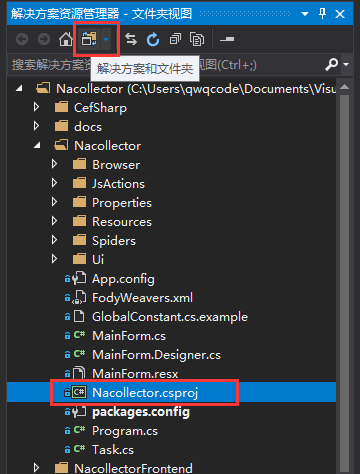 解决方案资源管理器 - 文件夹视图
搜索解决方案资
视图(Ctrl+;)
解决方案和文件夹
Nacollector (C:\Users\qwqcode\Documents\Visu
CefSharp
docs
Nacollector
Browser
JsActions
Properties
Resources
Spiders
Ui
App.config
FodyWeavers.xml
GlobalConstant.cs.example
MainForm.cs
MainForm.Designer.cs
MainForm.resx
Nacollector.csproj
packages.config
Program.cs
Task.cs
NacollectorFrontend